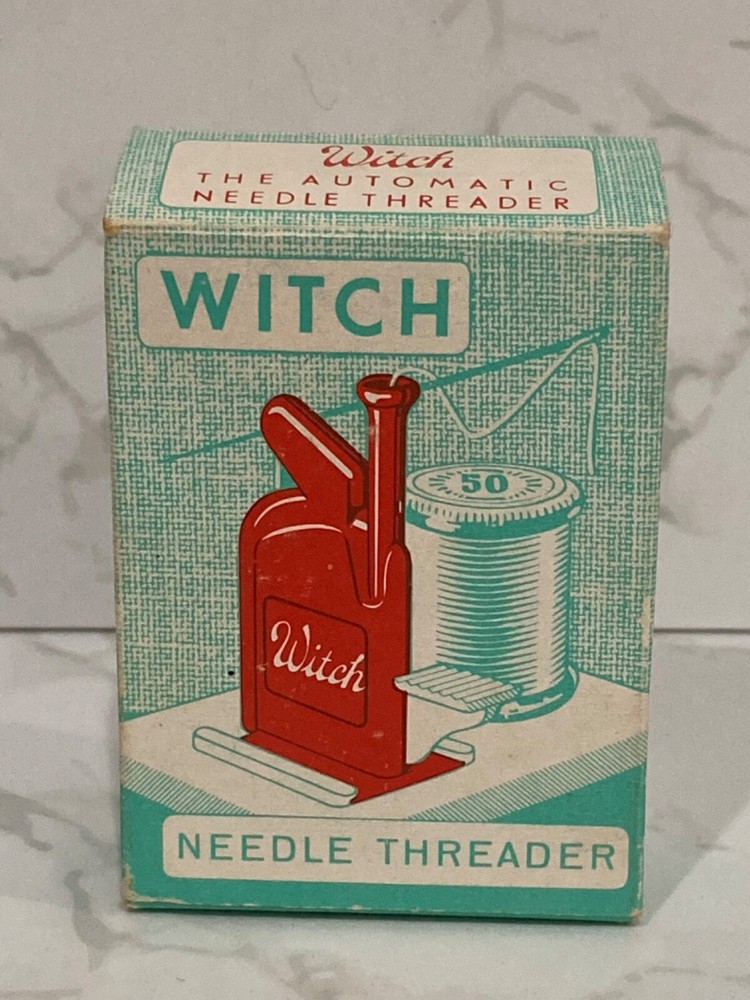 Witch
THE AUTOMATIC
NEEDLE THREADER
WITCH
50
Witch
NEEDLE THREADER